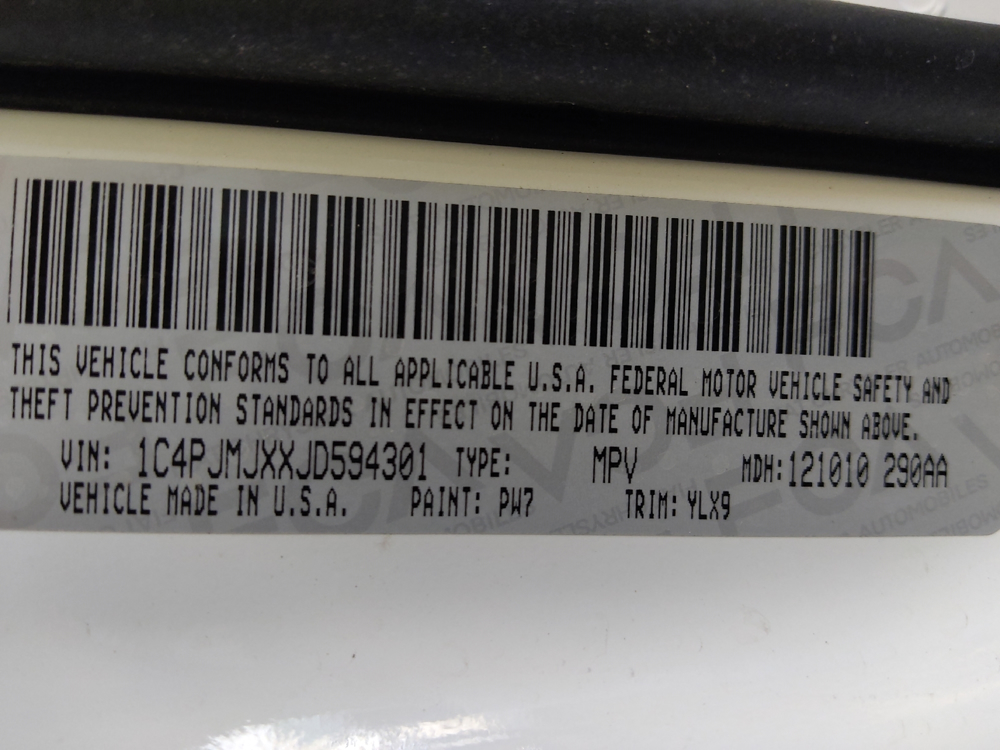 THIS VEHICLE CONFORMS TO ALL APPLICABLE U.S.A. FEDERAL MOTOR VEHICLE SAFETY AND
THEFT PREVENTION STANDARDS IN EFFECT ON THE DATE OF MANUFACTURE SHOWN ABOVE.
VIN: 1C4PJMJXXJD594301 TYPE: MPV MDH:121010 290AA
VEHICLE MADE IN U.S.A. PAINT: PW7 TRIM: YLX9